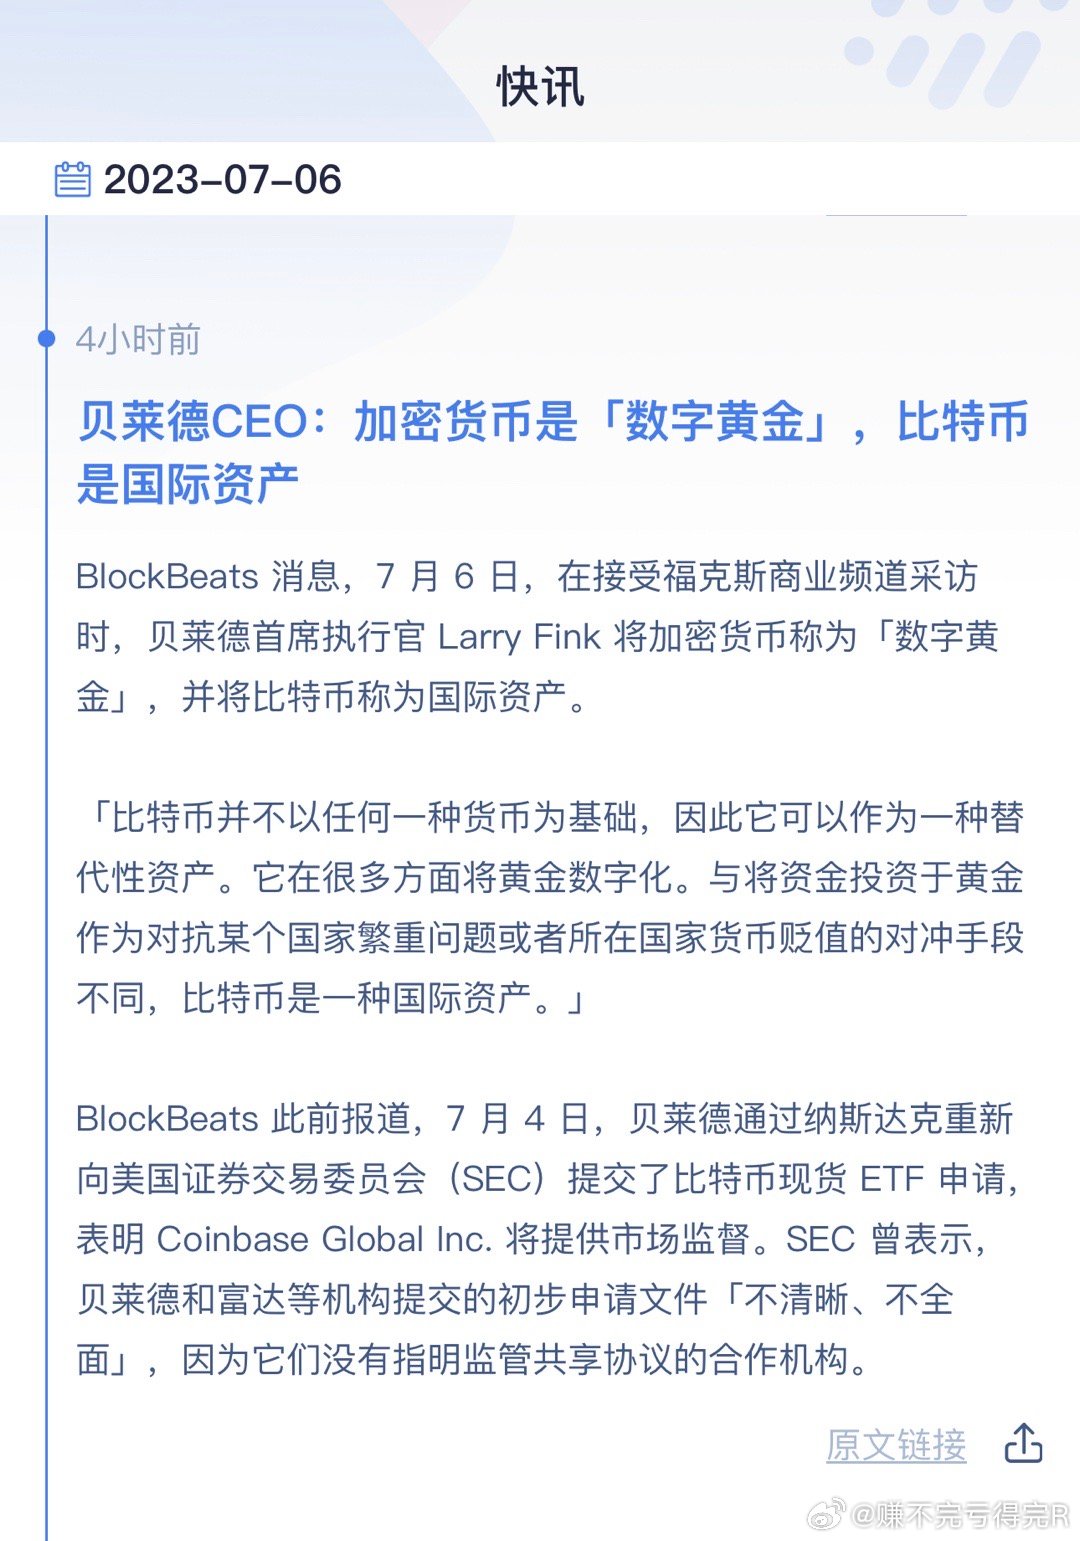 快讯
2023-07-06
4小时前
贝莱德CEO：加密货币是「数字黄金」，比特币
是国际资产
BlockBeats 消息，7 月 6 日，在接受福克斯商业频道采访
时，贝莱德首席执行官 Larry Fink 将加密货币称为「数字黄
金」，并将比特币称为国际资产。
「比特币并不以任何一种货币为基础，因此它可以作为一种替
代性资产。它在很多方面将黄金数字化。与将资金投资于黄金
作为对抗某个国家繁重问题或者所在国家货币贬值的对冲手段
不同，比特币是一种国际资产。」
BlockBeats 此前报道，7 月 4 日，贝莱德通过纳斯达克重新
向美国证券交易委员会（SEC）提交了比特币现货 ETF 申请，
表明 Coinbase Global Inc. 将提供市场监督。SEC 曾表示，
贝莱德和富达等机构提交的初步申请文件「不清晰、不全
面」，因为它们没有指明监管共享协议的合作机构。
原文链接
@赚不完亏得完R